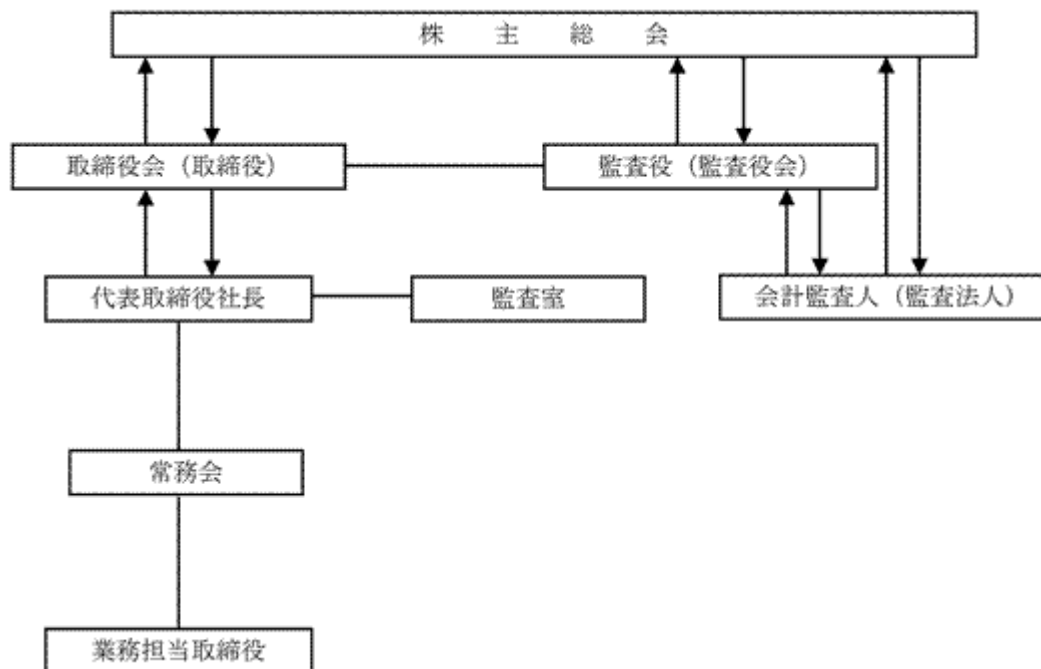 株主総会
取締役会（取締役）
監査役（監査役会）
代表取締役社長
監査室
会計監査人（監査法人）
常務会
業務担当取締役